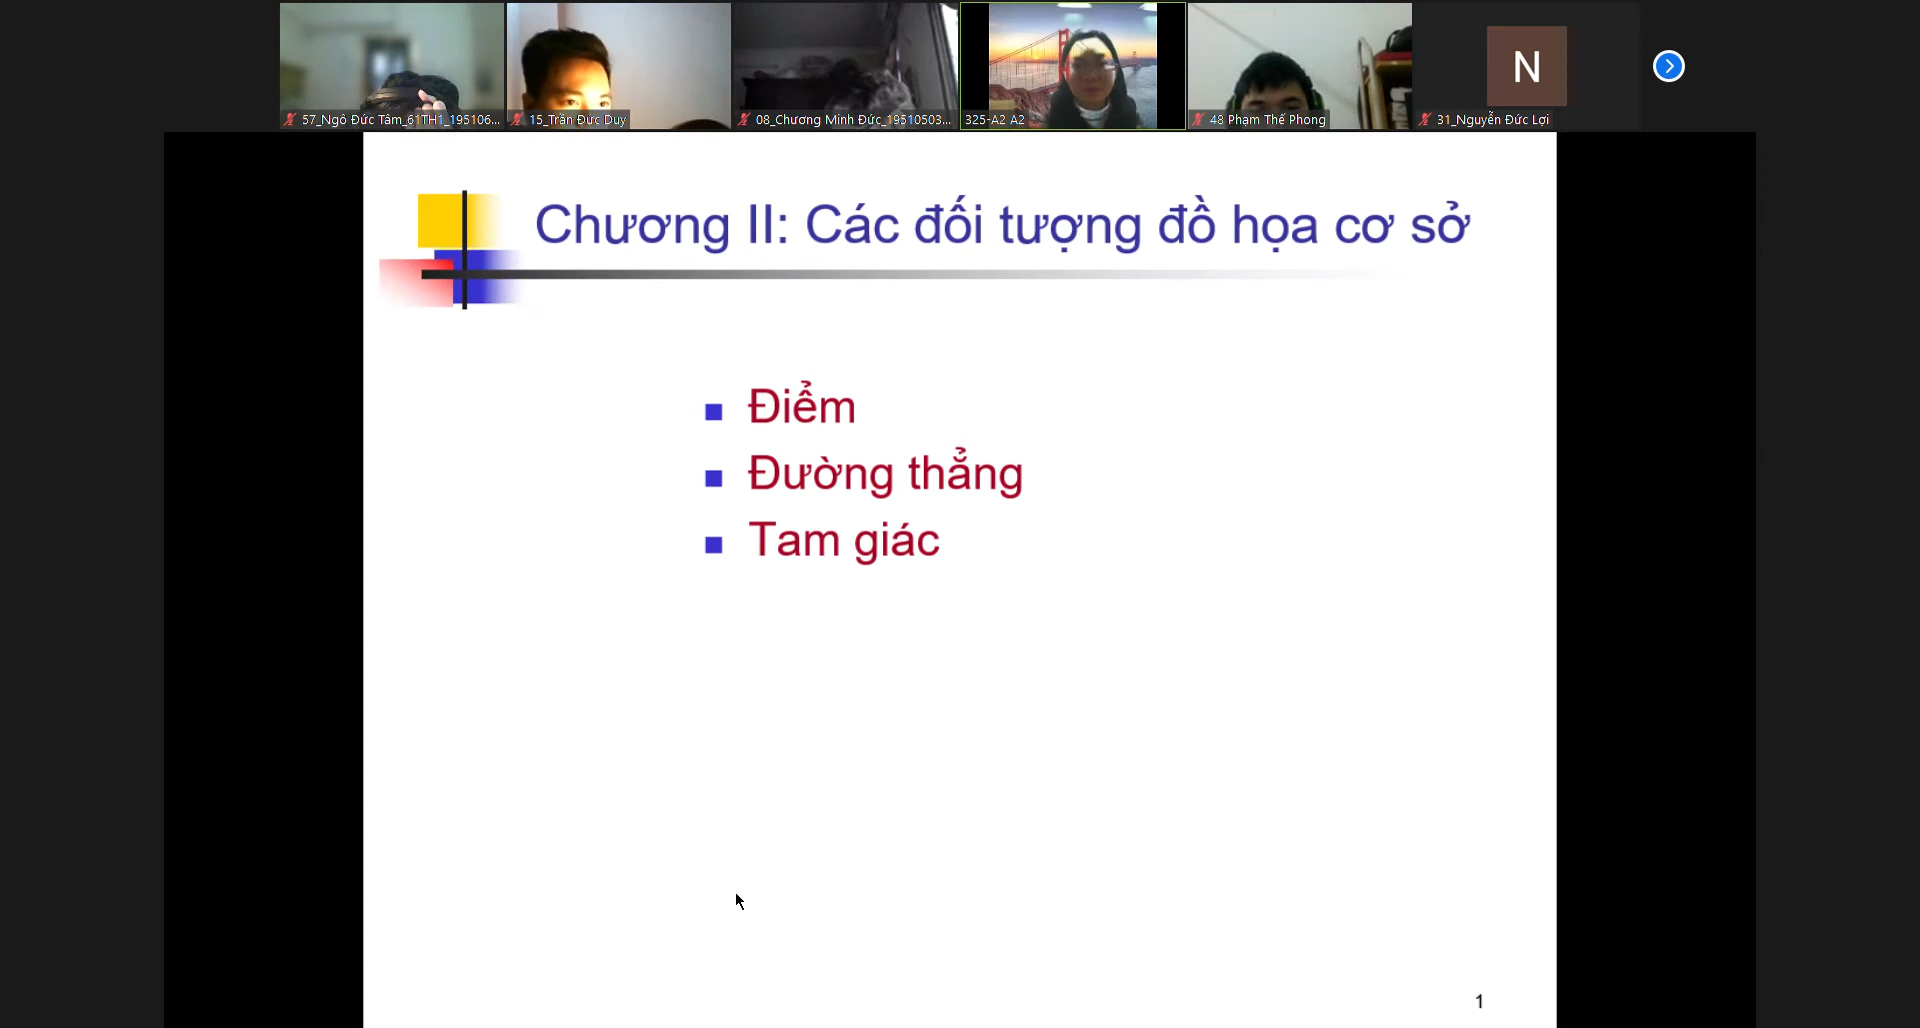 57_Ngô Đức Tâm_61TH1_195106...
15_Trần Đức Duy
08_Chương Minh Đức_19510503...
325-A2 A2
48 Phạm Thế Phong
N
31_Nguyễn Đức Lợi
Chương II: Các đối tượng đồ họa cơ sở
Điểm
Đường thẳng
Tam giác
1